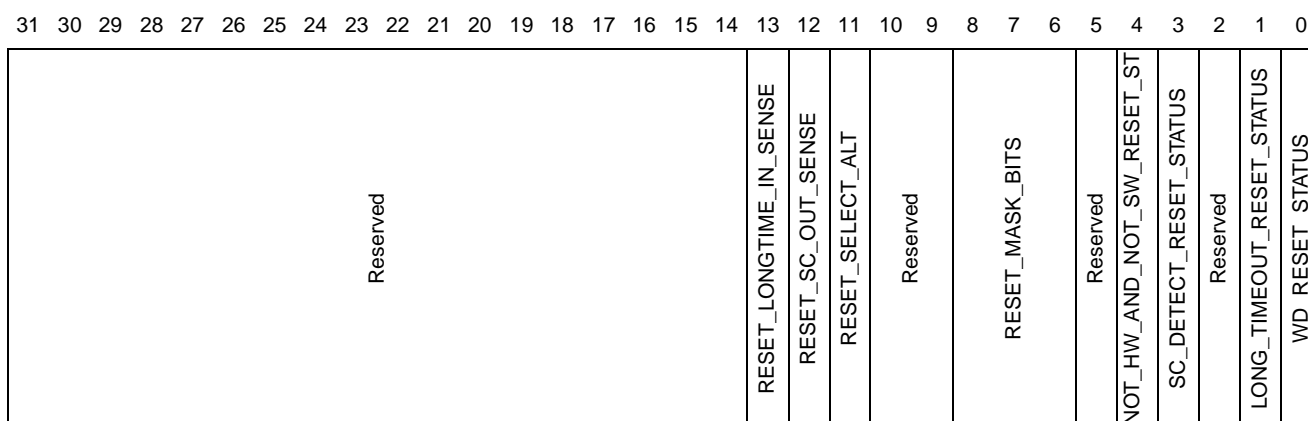 31 30 29 28 27 26 25 24 23 22 21 20 19 18 17 16 15 14 13 12 11 10 9 8 7 6 5 4 3 2 1 0
Reserved
RESET_LONGTIME_IN_SENSE
RESET_SC_OUT_SENSE
RESET_SELECT_ALT
Reserved
RESET_MASK_BITS
Reserved
NOT_HW_AND_NOT_SW_RESET_ST
SC_DETECT_RESET_STATUS
Reserved
LONG_TIMEOUT_RESET_STATUS
WD_RESET_STATUS